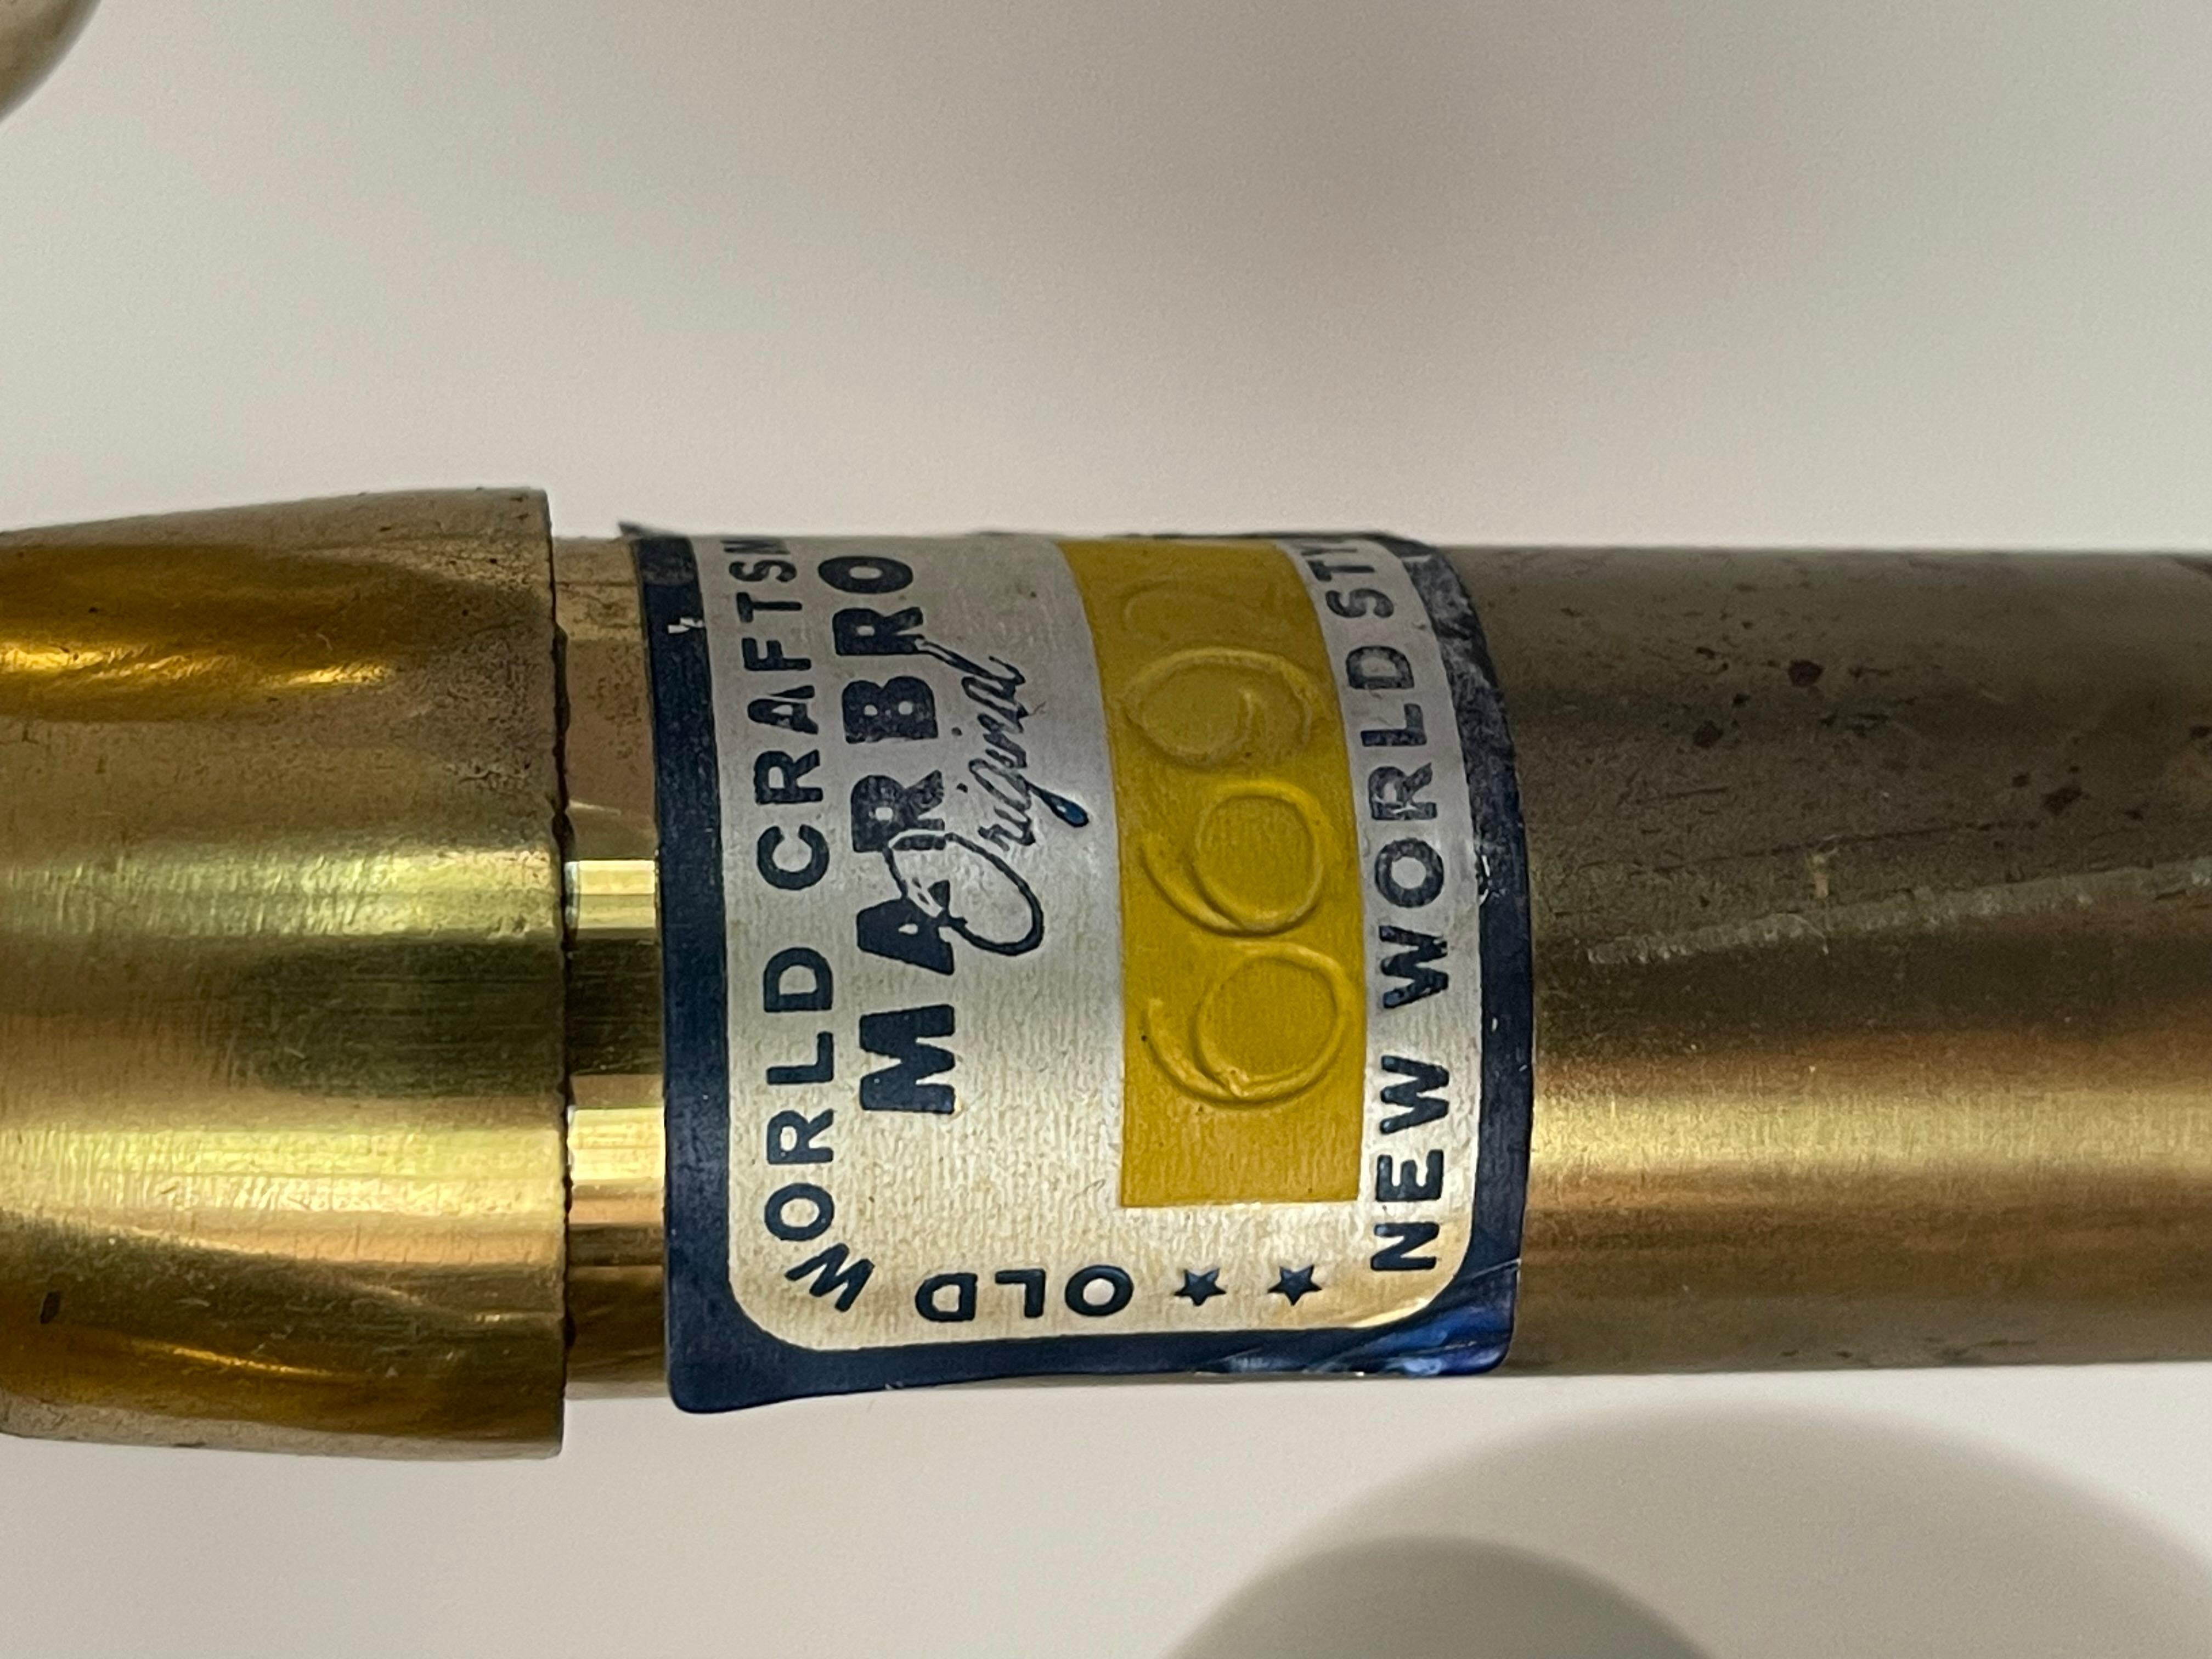 ★ ★ OLD WORLD CRAFTSM
MARBRO
Original
NEW WORLD STY